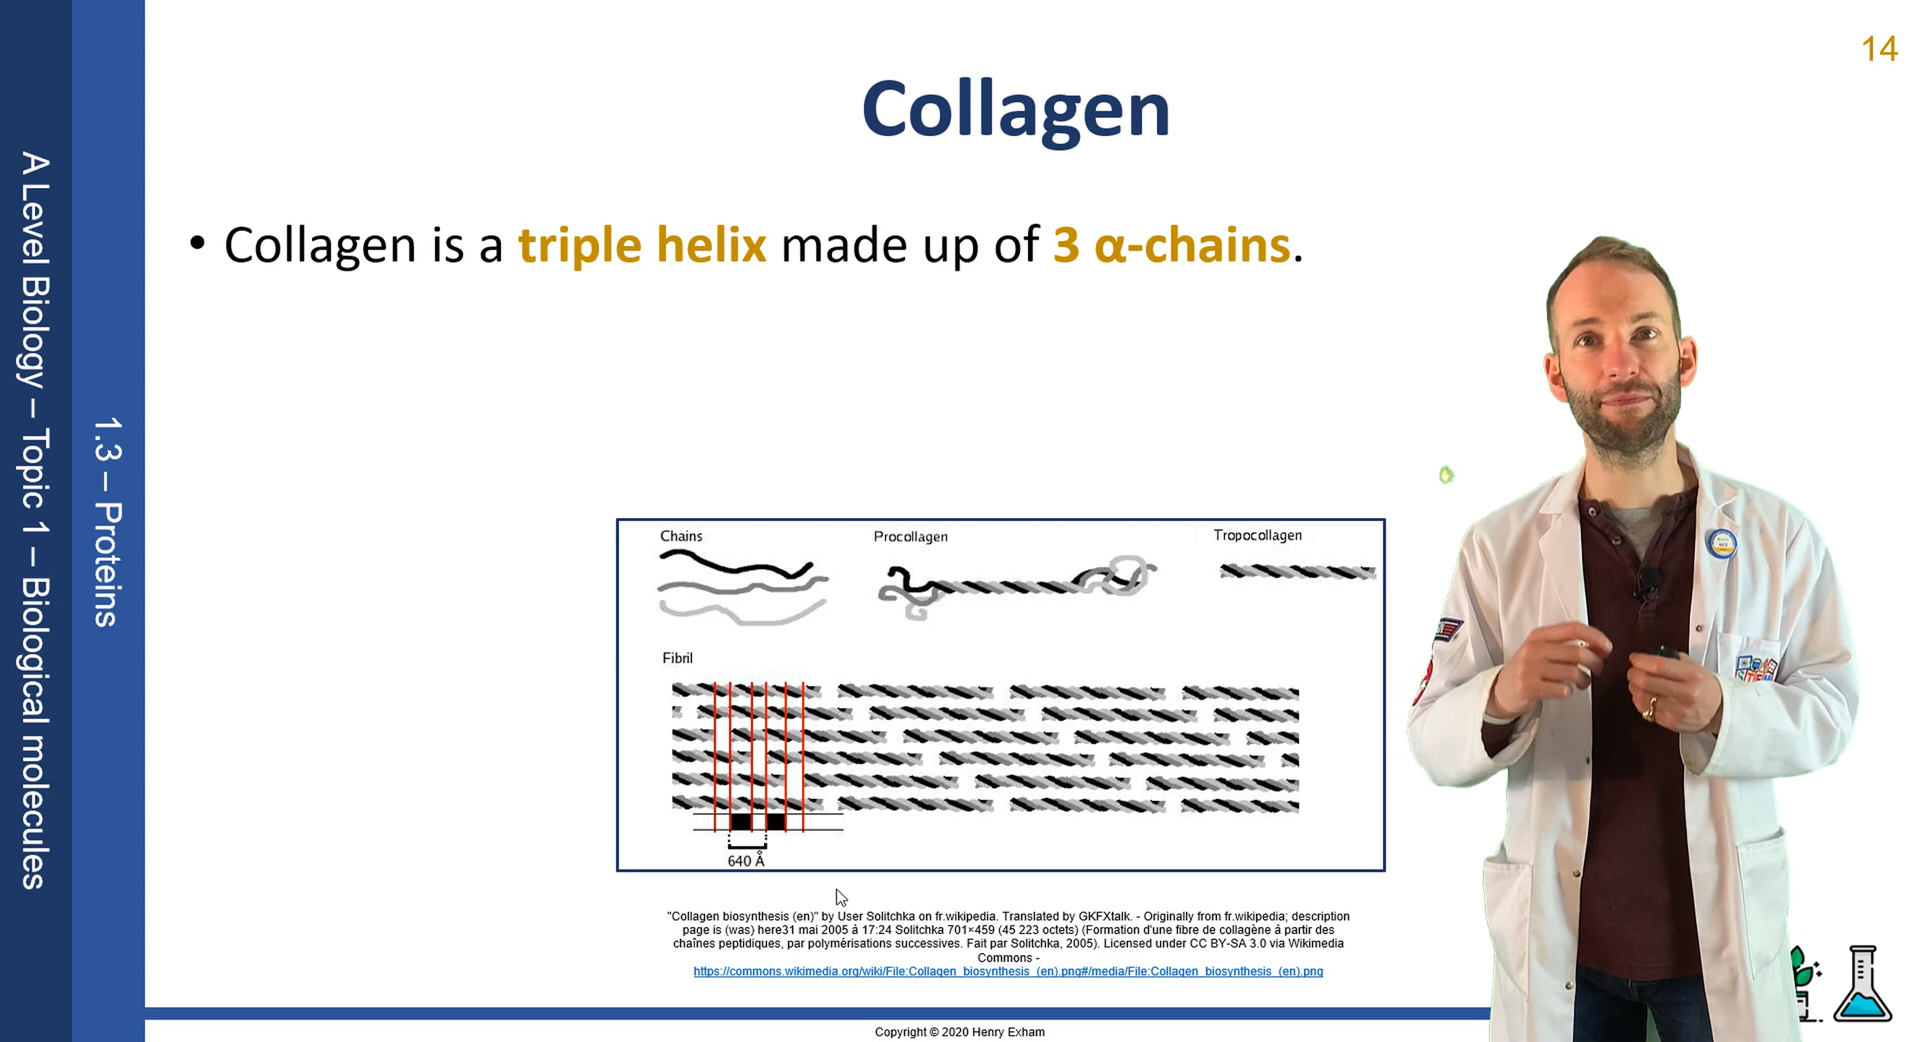 14
Collagen
• Collagen is a triple helix made up of 3 α-chains.
A Level Biology – Topic 1 – Biological molecules
1.3 – Proteins
Chains
Procollagen
Tropocollagen
Fibril
640 Å
"Collagen biosynthesis (en)" by User Solitchka on fr.wikipedia. Translated by GKFXtalk. - Originally from fr.wikipedia; description
page is (was) here31 mai 2005 à 17:24 Solitchka 701×459 (45 223 octets) (Formation d'une fibre de collagène à partir des
chaînes peptidiques, par polymérisations successives. Fait par Solitchka, 2005). Licensed under CC BY-SA 3.0 via Wikimedia
Commons -
https://commons.wikimedia.org/wiki/File:Collagen_biosynthesis_(en).png#/media/File:Collagen_biosynthesis_(en).png
Copyright © 2020 Henry Exham